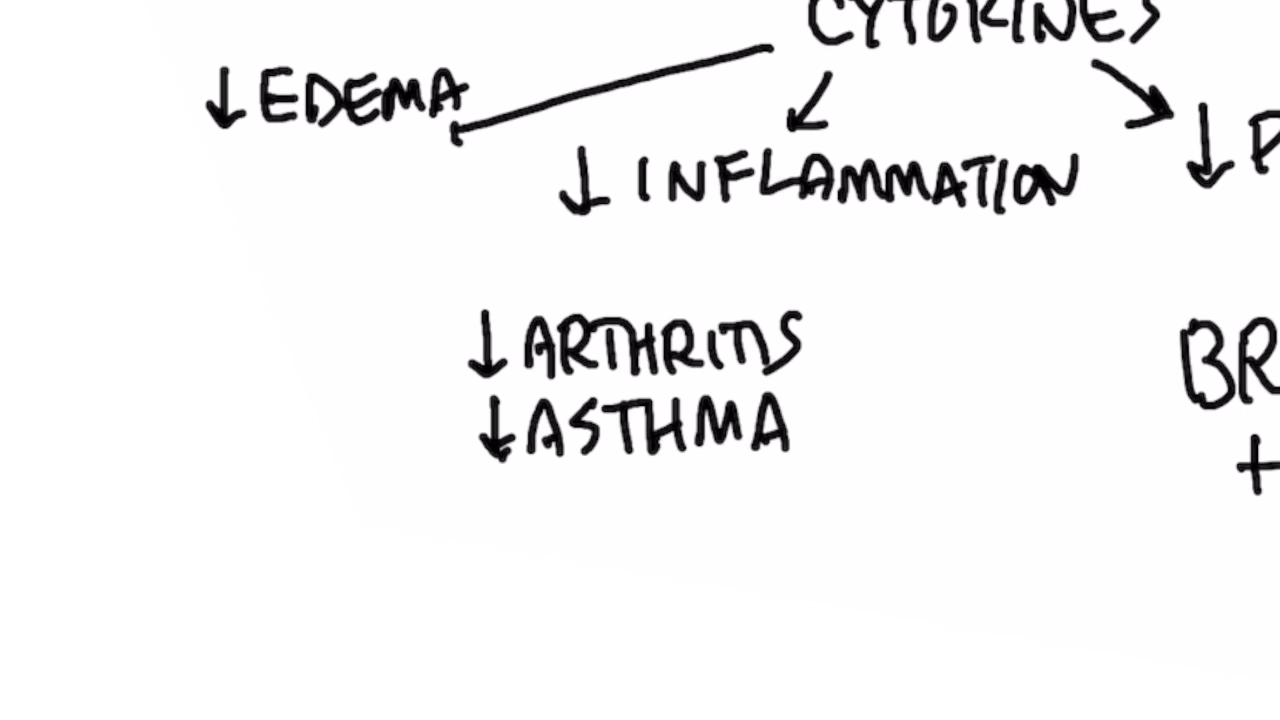 CYTOKINES
↓ EDEMA
↓ INFLAMMATION
↓ ARTHRITIS
↓ ASTHMA
+